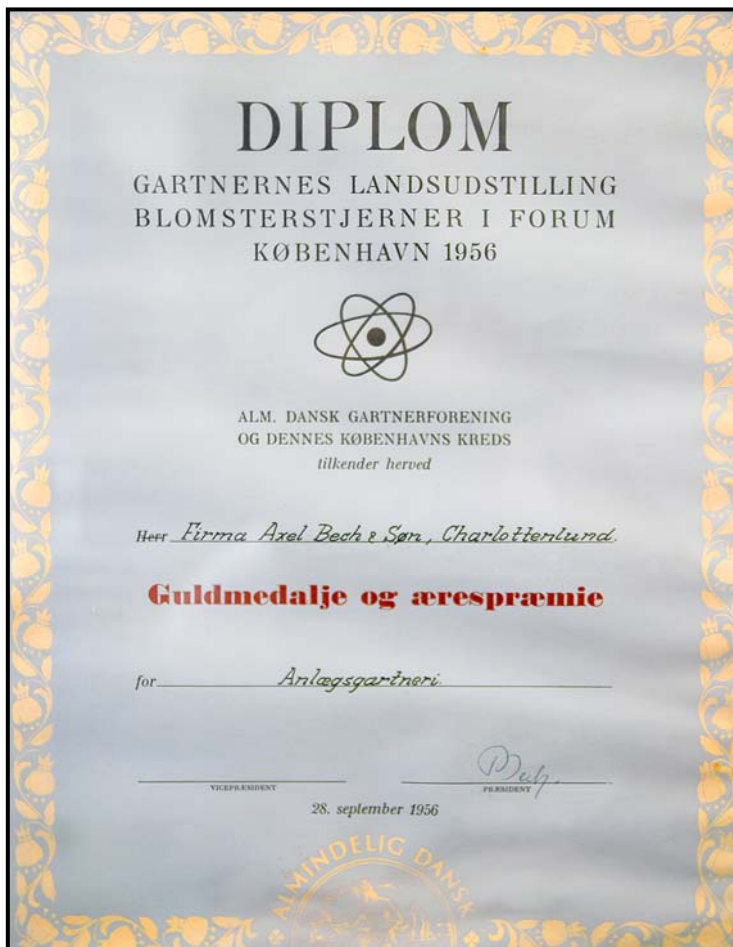 DIPLOM
GARTNERNES LANDSUDSTILLING
BLOMSTERSTJERNER I FORUM
KØBENHAVN 1956
ALM. DANSK GARTNERFORENING
OG DENNES KØBENHAVNS KREDS
tilkender herved
Herr Firma Axel Bech & Søn, Charlottenlund.
Guldmedalje og ærespræmie
for Anlægsgartneri.
VICEPRÆSIDENT PRÆSIDENT
28. september 1956
ALMINDELIG DANSK